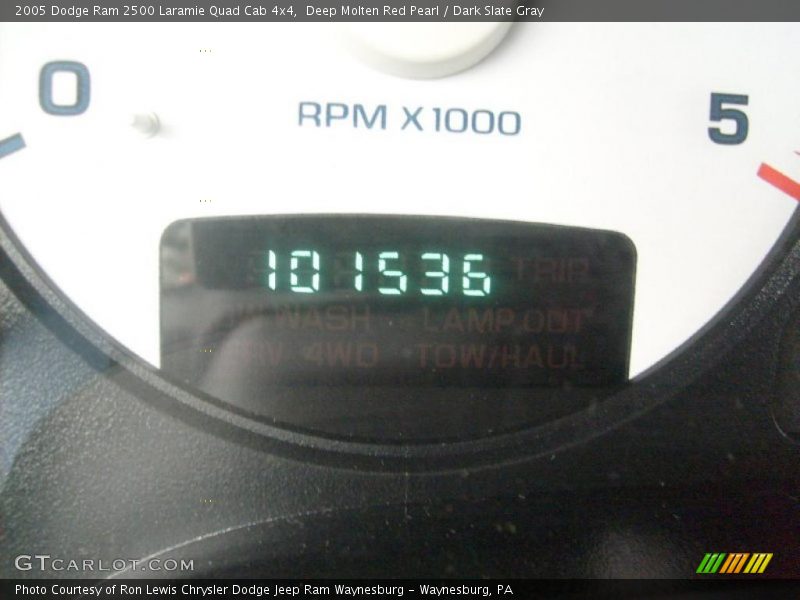 2005 Dodge Ram 2500 Laramie Quad Cab 4x4,  Deep Molten Red Pearl / Dark Slate Gray
0
RPM X1000
5
101536 TRIP
WASH LAMP OUT
4WD TOW/HAUL
GTCARLOT.COM
Photo Courtesy of Ron Lewis Chrysler Dodge Jeep Ram Waynesburg – Waynesburg, PA